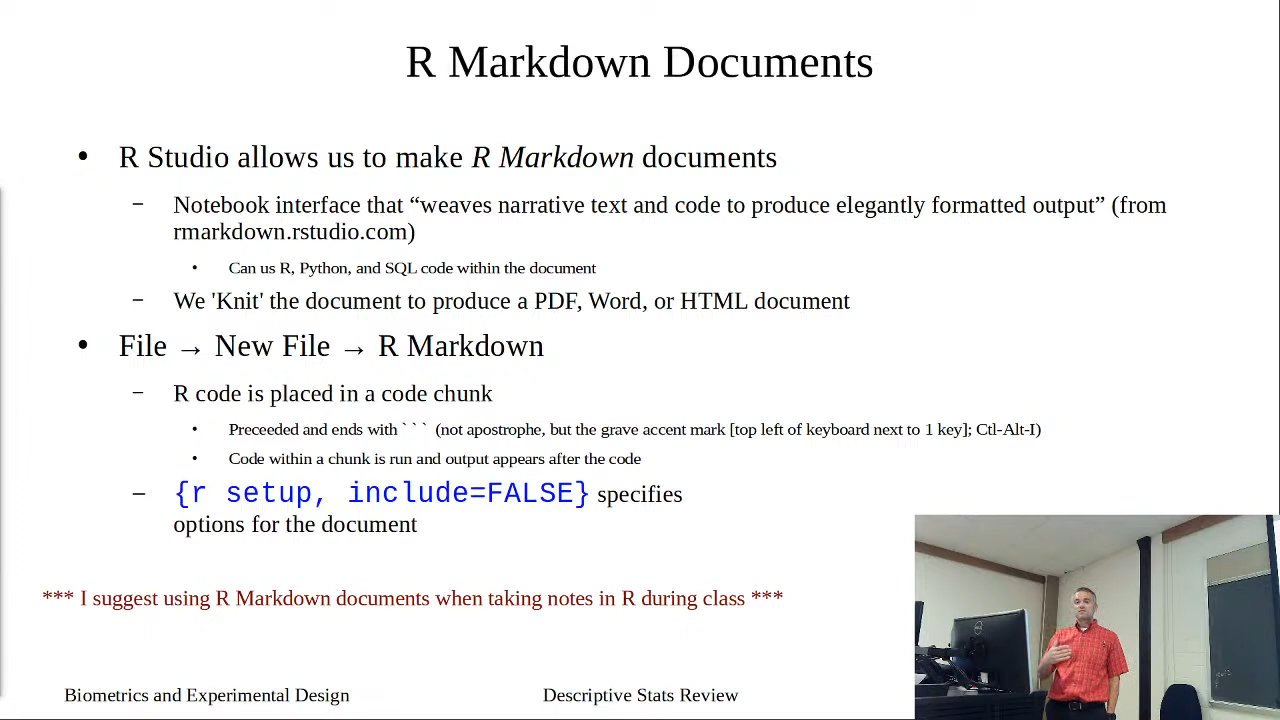 R Markdown Documents
• R Studio allows us to make R Markdown documents
– Notebook interface that “weaves narrative text and code to produce elegantly formatted output” (from
rmarkdown.rstudio.com)
• Can us R, Python, and SQL code within the document
– We 'Knit' the document to produce a PDF, Word, or HTML document
• File → New File → R Markdown
– R code is placed in a code chunk
• Preceeded and ends with ` ` ` (not apostrophe, but the grave accent mark [top left of keyboard next to 1 key]; Ctl-Alt-I)
• Code within a chunk is run and output appears after the code
– {r setup, include=FALSE} specifies
options for the document
*** I suggest using R Markdown documents when taking notes in R during class ***
Biometrics and Experimental Design
Descriptive Stats Review